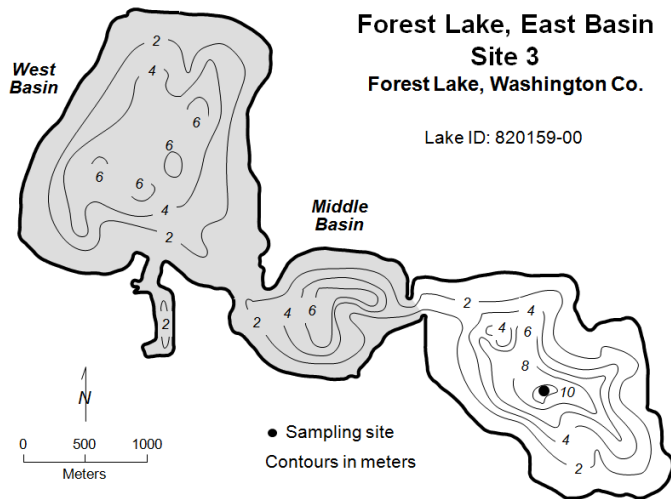 Forest Lake, East Basin
Site 3
Forest Lake, Washington Co.
Lake ID: 820159-00
West
Basin
2
4
6
6
6
6
4
2
2
Middle
Basin
2
4
6
2
4
4
6
8
10
4
2
N
0 500 1000
Meters
Sampling site
Contours in meters